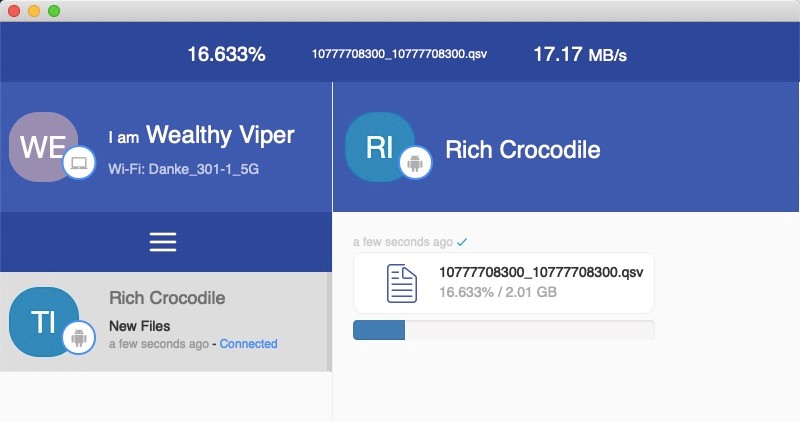 16.633% 10777708300_10777708300.qsv 17.17 MB/s
WE
I am Wealthy Viper
Wi-Fi: Danke_301-1_5G
RI
Rich Crocodile
TI
Rich Crocodile
New Files
a few seconds ago - Connected
a few seconds ago
10777708300_10777708300.qsv
16.633% / 2.01 GB